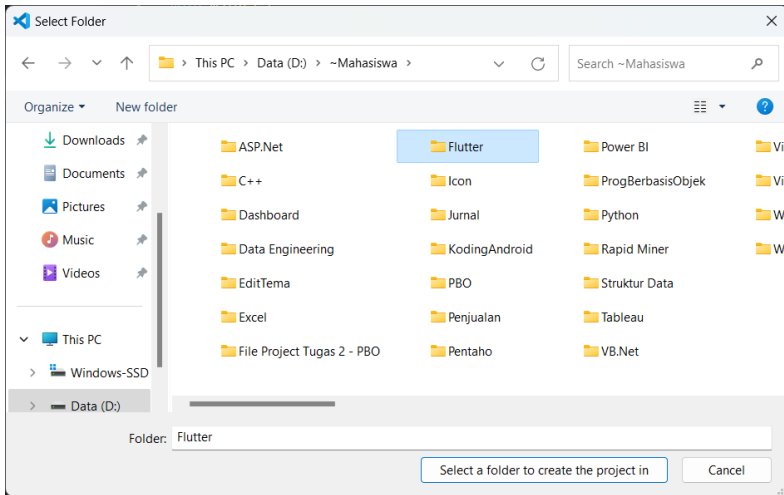 Select Folder
This PC > Data (D:) > ~Mahasiswa >
Search ~Mahasiswa
Organize
New folder
Downloads
Documents
Pictures
Music
Videos
This PC
Windows-SSD
Data (D:)
ASP.Net
C++
Dashboard
Data Engineering
EditTema
Excel
File Project Tugas 2 - PBO
Flutter
Icon
Jurnal
KodingAndroid
PBO
Penjualan
Pentaho
Power BI
ProgBerbasisObjek
Python
Rapid Miner
Struktur Data
Tableau
VB.Net
Vi
Vi
W
W
Folder: Flutter
Select a folder to create the project in
Cancel